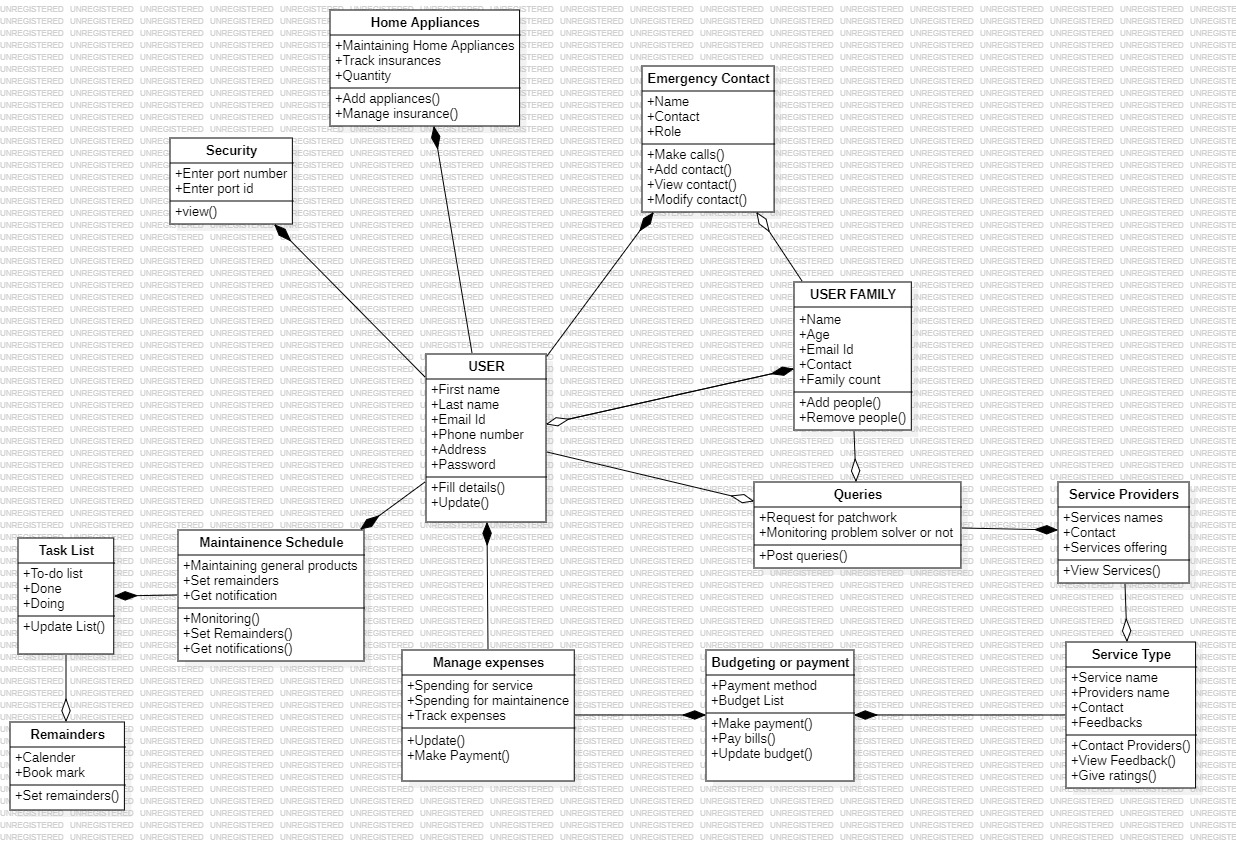 Home Appliances
+Maintaining Home Appliances
+Track insurances
+Quantity
+Add appliances()
+Manage insurance()
Emergency Contact
+Name
+Contact
+Role
+Make calls()
+Add contact()
+View contact()
+Modify contact()
Security
+Enter port number
+Enter port id
+view()
USER FAMILY
+Name
+Age
+Email Id
+Contact
+Family count
+Add people()
+Remove people()
USER
+First name
+Last name
+Email Id
+Phone number
+Address
+Password
+Fill details()
+Update()
Queries
+Request for patchwork
+Monitoring problem solver or not
+Post queries()
Service Providers
+Services names
+Contact
+Services offering
+View Services()
Task List
+To-do list
+Done
+Doing
+Update List()
Maintainence Schedule
+Maintaining general products
+Set remainders
+Get notification
+Monitoring()
+Set Remainders()
+Get notifications()
Manage expenses
+Spending for service
+Spending for maintainence
+Track expenses
+Update()
+Make Payment()
Budgeting or payment
+Payment method
+Budget List
+Make payment()
+Pay bills()
+Update budget()
Service Type
+Service name
+Providers name
+Contact
+Feedbacks
+Contact Providers()
+View Feedback()
+Give ratings()
Remainders
+Calender
+Book mark
+Set remainders()
UNREGISTERED